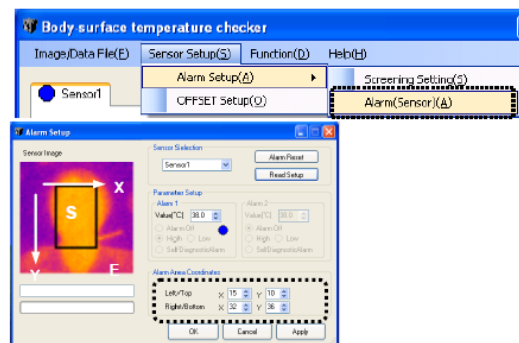 Body surface temperature checker
Image/Data File(F) Sensor Setup(S) Function(D) Help(H)
Alarm Setup(A) Screening Setting(S)
Sensor1 OFFSET Setup(O) Alarm(Sensor)(A)
Alarm Setup
Sensor Image
X
S
Y
E
Sensor Selection
Sensor1 Alarm Reset
Read Setup
Parameter Setup
Alarm 1 Alarm 2
Value[°C] 38.0 Value[°C] 38.0
Alarm Off Alarm Off
High Low High Low
Self Diagnostic Alarm Self Diagnostic Alarm
Alarm Area Coordinates
Left/Top X 15 Y 10
Right/Bottom X 32 Y 36
OK Cancel Apply